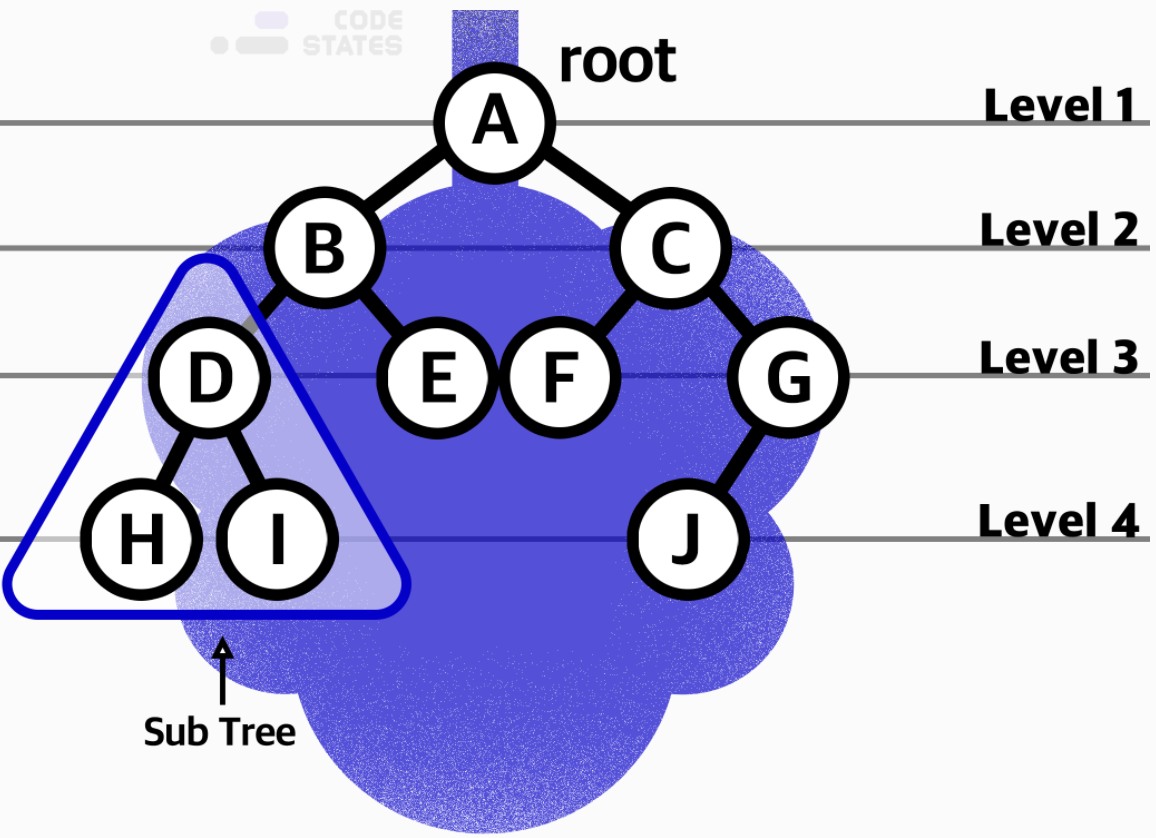 CODE
STATES
root
A
Level 1
B
C
Level 2
D
E
F
G
Level 3
H
I
J
Level 4
Sub Tree